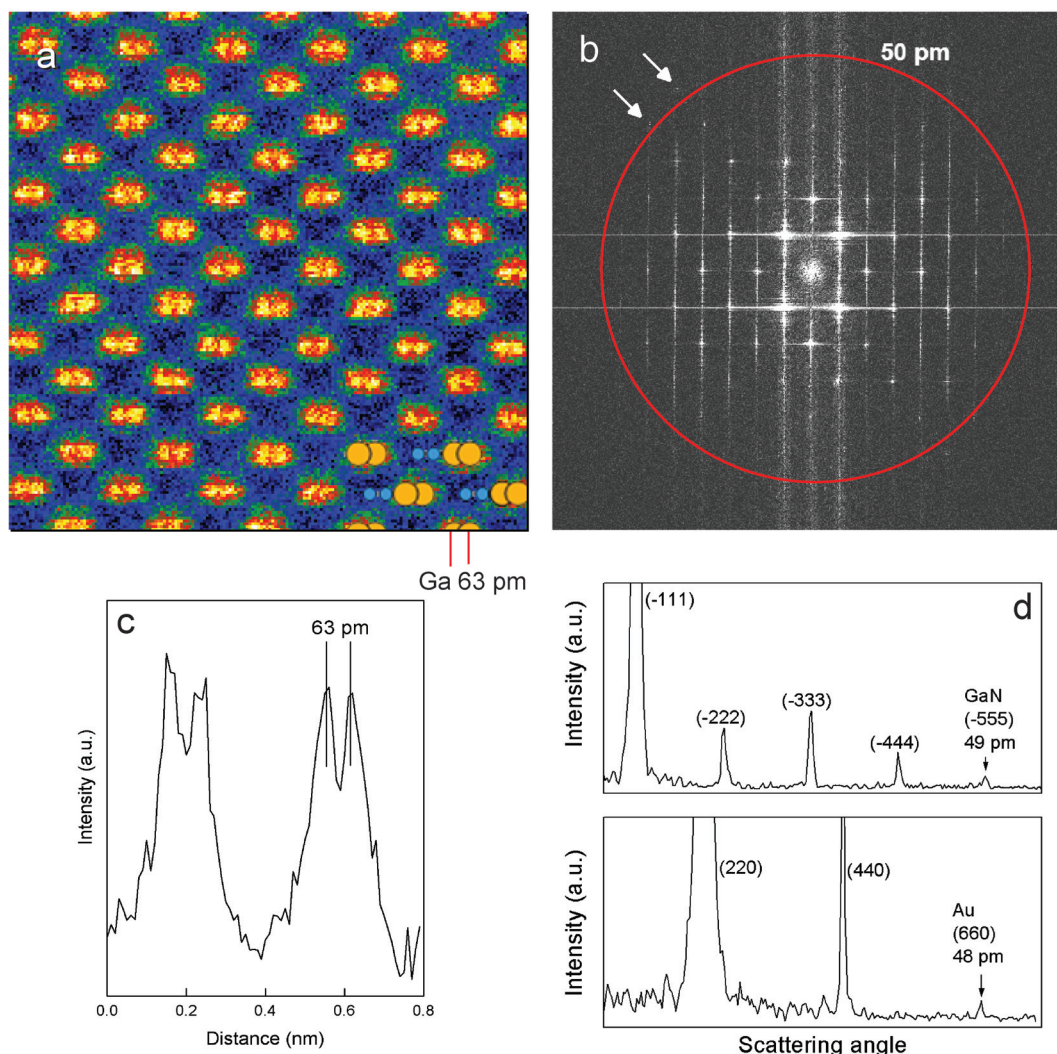 a
b
50 pm
Ga 63 pm
c
63 pm
Intensity (a.u.)
0.0
0.2
0.4
0.6
0.8
Distance (nm)
d
Intensity (a.u.)
(-111)
(-222)
(-333)
(-444)
GaN
(-555)
49 pm
Intensity (a.u.)
(220)
(440)
Au
(660)
48 pm
Scattering angle